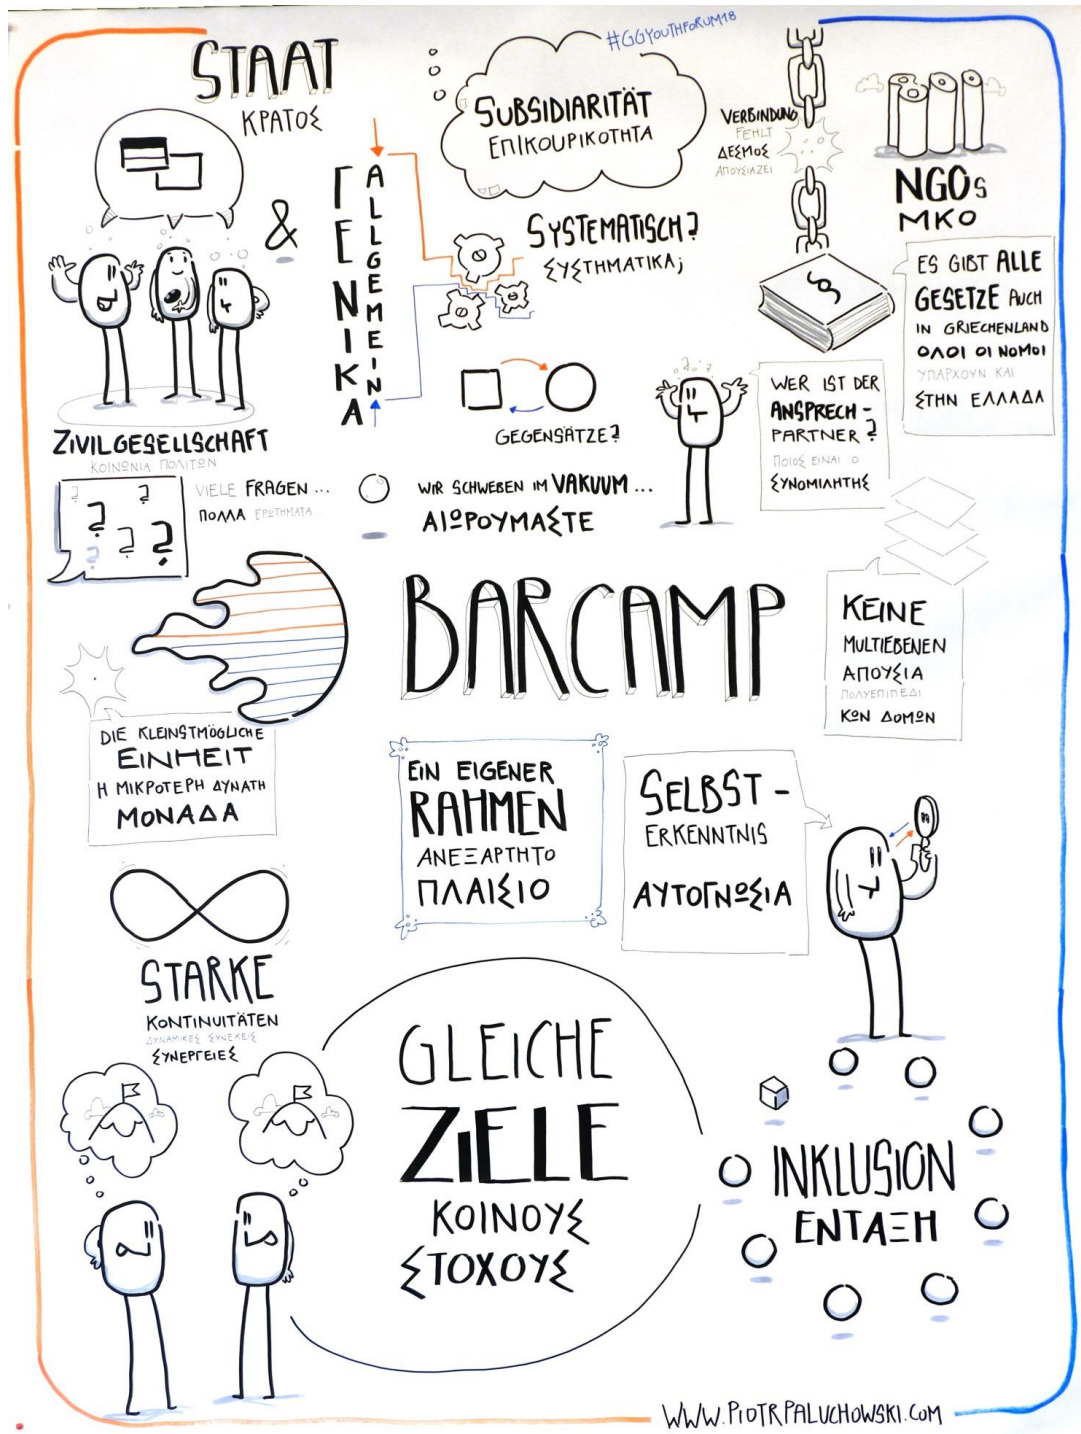 #GGYOUTHFORUM18
STAAT
ΚΡΑΤΟΣ
&
ΓΕΝΙΚΑ
ALLGEMEIN
SUBSIDIARITÄT
ΕΠΙΚΟΥΡΙΚΟΤΗΤΑ
VERBINDUNG
FEHLT
ΔΕΣΜΟΣ
ΑΠΟΥΣΙΑΖΕΙ
NGOs
ΜΚΟ
SYSTEMATISCH?
ΣΥΣΤΗΜΑΤΙΚΑ;
§
ES GIBT ALLE
GESETZE AUCH
IN GRIECHENLAND
ΟΛΟΙ ΟΙ ΝΟΜΟΙ
ΥΠΑΡΧΟΥΝ ΚΑΙ
ΣΤΗΝ ΕΛΛΑΔΑ
ZIVILGESELLSCHAFT
ΚΟΙΝΩΝΙΑ ΠΟΛΙΤΩΝ
GEGENSÄTZE?
WER IST DER
ANSPRECH-
PARTNER?
ΠΟΙΟΣ ΕΙΝΑΙ Ο
ΣΥΝΟΜΙΛΗΤΗΣ
? ? ? ? ? ?
VIELE FRAGEN ...
ΠΟΛΛΑ ΕΡΩΤΗΜΑΤΑ...
WIR SCHWEBEN IM VAKUUM ...
ΑΙΩΡΟΥΜΑΣΤΕ
BARCAMP
KEINE
MULTIEBENEN
ΑΠΟΥΣΙΑ
ΠΟΛΥΕΠΙΠΕΔΙ
ΚΩΝ ΔΟΜΩΝ
DIE KLEINSTMÖGLICHE
EINHEIT
Η ΜΙΚΡΟΤΕΡΗ ΔΥΝΑΤΗ
ΜΟΝΑΔΑ
EIN EIGENER
RAHMEN
ΑΝΕΞΑΡΤΗΤΟ
ΠΛΑΙΣΙΟ
SELBST-
ERKENNTNIS
ΑΥΤΟΓΝΩΣΙΑ
STARKE
KONTINUITÄTEN
ΔΥΝΑΜΙΚΕΣ ΣΥΝΕΧΕΙΣ
ΣΥΝΕΡΓΕΙΕΣ
GLEICHE
ZIELE
ΚΟΙΝΟΥΣ
ΣΤΟΧΟΥΣ
INKLUSION
ΕΝΤΑΞΗ
WWW.PIOTRPALUCHOWSKI.COM